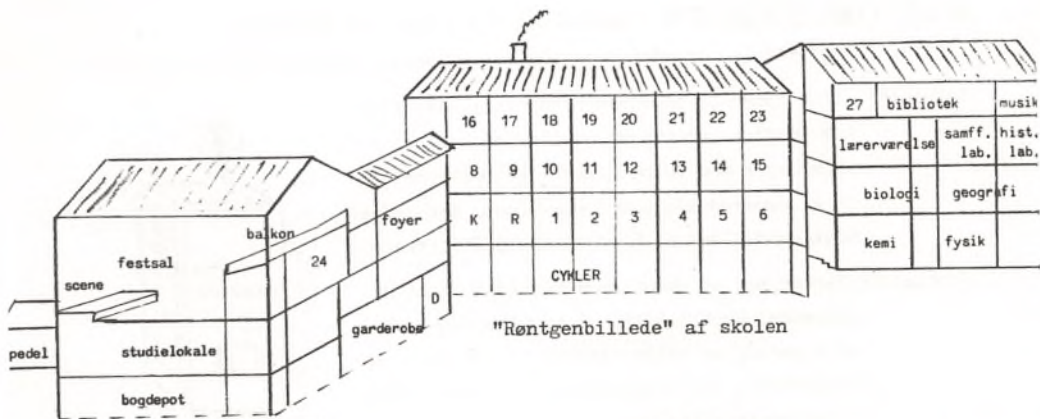 16 17 18 19 20 21 22 23
27 bibliotek musik
lærerværelse samff. lab. hist. lab.
8 9 10 11 12 13 14 15
biologi geografi
K R 1 2 3 4 5 6
kemi fysik
CYKLER
balkon
foyer
festsal
24
scene
D
garderobe
"Røntgenbillede" af skolen
pedel
studielokale
bogdepot